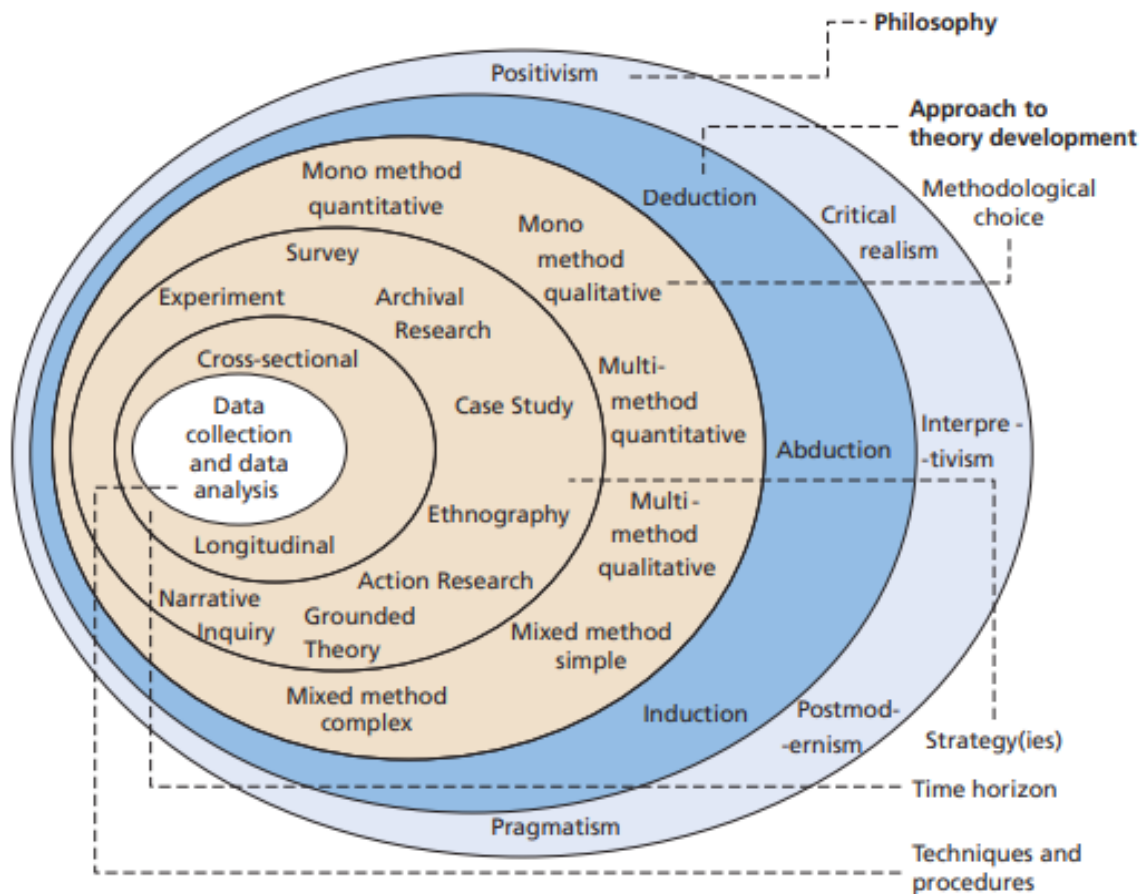 Philosophy
Positivism
Approach to
theory development
Mono method
quantitative
Deduction
Methodological
choice
Critical
realism
Mono
method
qualitative
Survey
Experiment
Archival
Research
Cross-sectional
Multi-
method
quantitative
Data
collection
and data
analysis
Case Study
Abduction
Interpre -
-tivism
Ethnography
Multi-
method
qualitative
Longitudinal
Action Research
Narrative
Inquiry
Grounded
Theory
Mixed method
simple
Mixed method
complex
Induction
Postmod-
-ernism
Strategy(ies)
Time horizon
Pragmatism
Techniques and
procedures